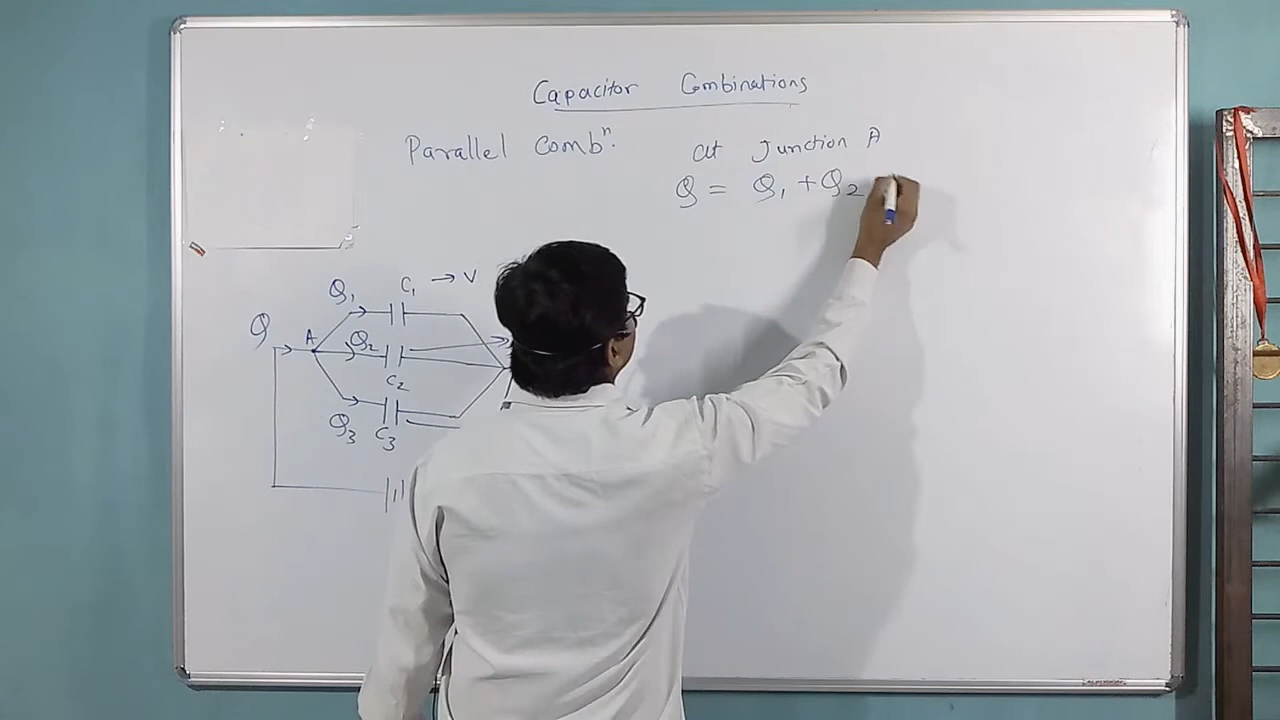 Capacitor Combinations
Parallel combⁿ.
at Junction A
Q = Q₁ + Q₂
Q₁ C₁ → V
Q A Q₂
C₂
Q₃ C₃